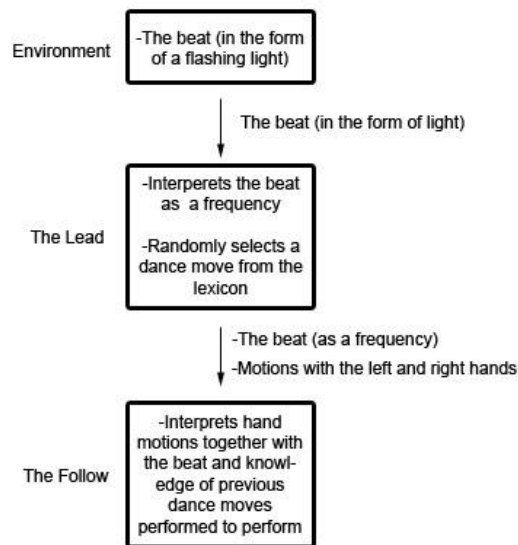 Environment
-The beat (in the form
of a flashing light)
The beat (in the form of light)
The Lead
-Interperets the beat
as a frequency
-Randomly selects a
dance move from the
lexicon
-The beat (as a frequency)
-Motions with the left and right hands
The Follow
-Interprets hand
motions together with
the beat and knowl-
edge of previous
dance moves
performed to perform